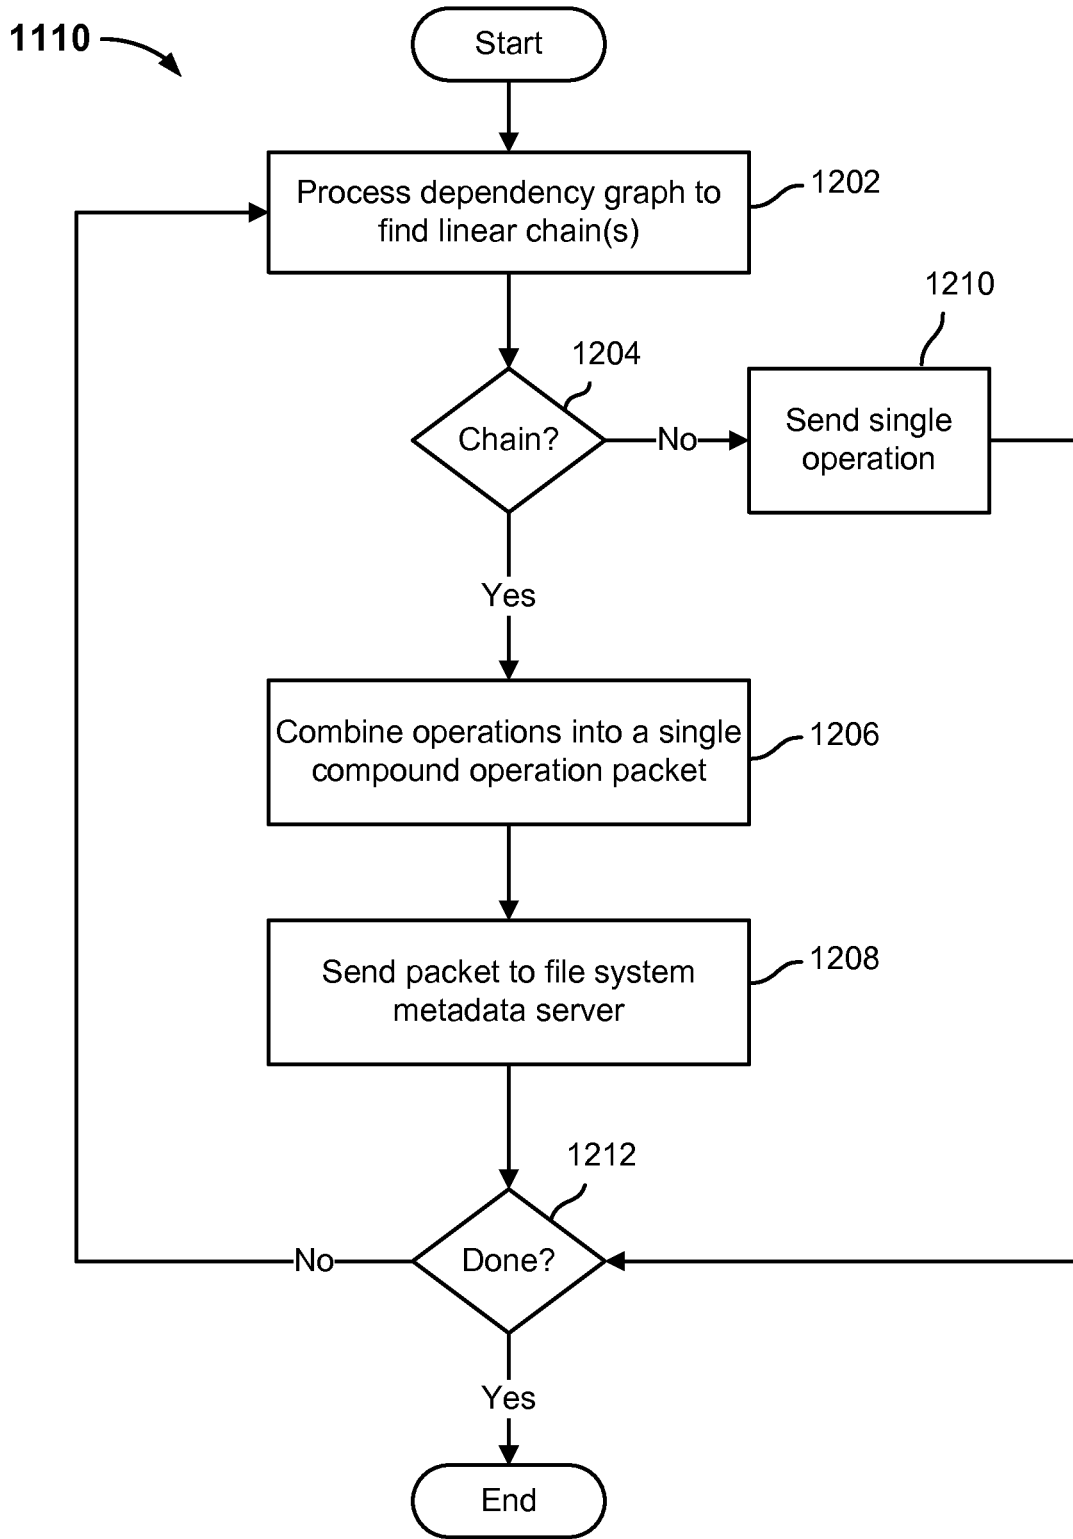 1110
Start
Process dependency graph to
find linear chain(s)
1202
1204
Chain?
No
1210
Send single
operation
Yes
Combine operations into a single
compound operation packet
1206
Send packet to file system
metadata server
1208
1212
Done?
No
Yes
End